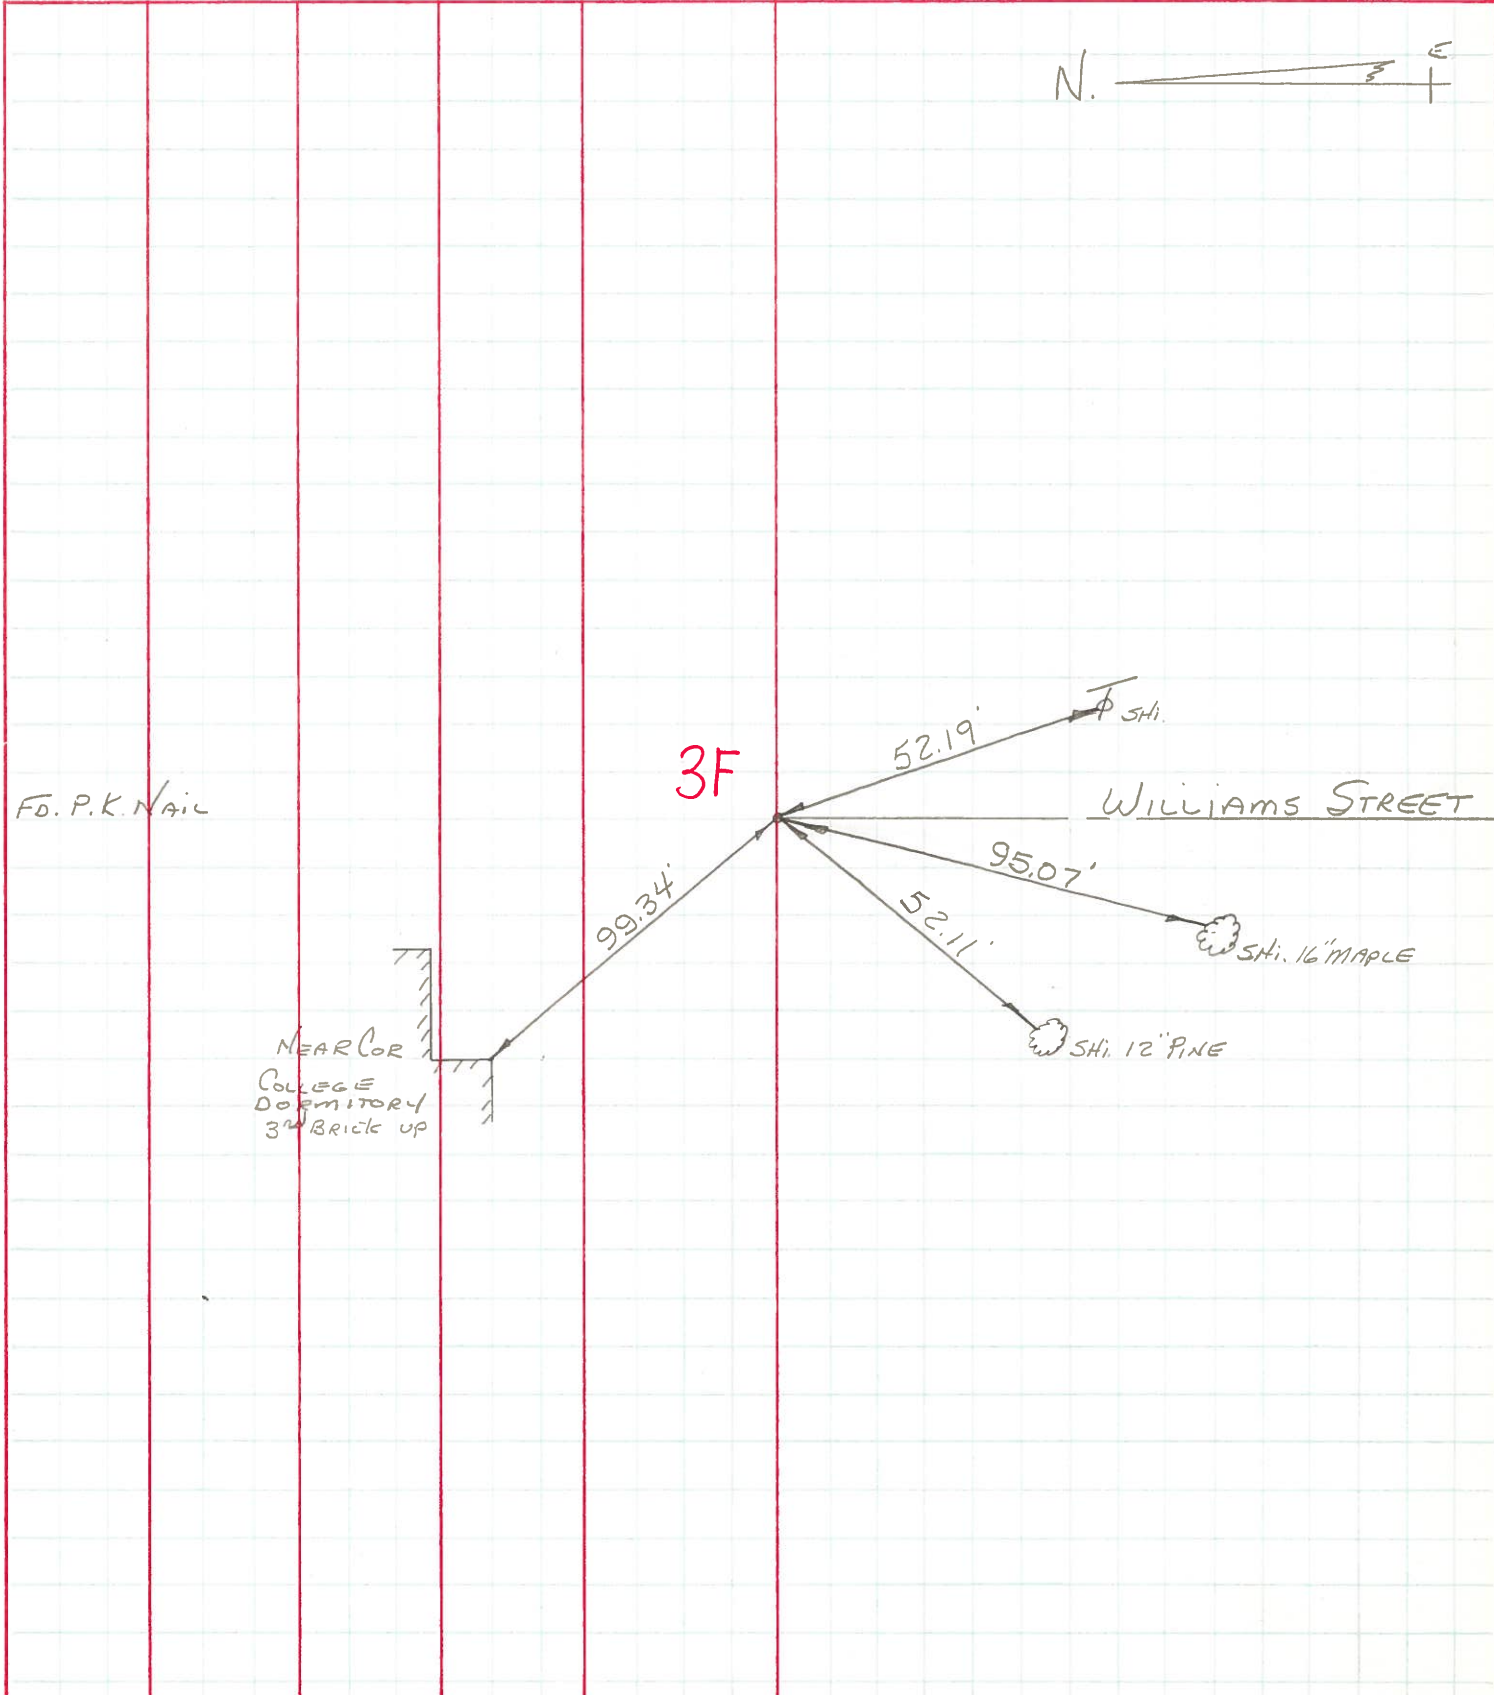 E
N.
52.19'
SHi.
3F
FD. P.K. NAiL
WiLLiAMS STREET
95.07'
99.34'
52.11'
SHi. 16" MAPLE
NEAR COR
SHi. 12" PiNE
COLLEGE
DORMITORY
3rd BRICK UP